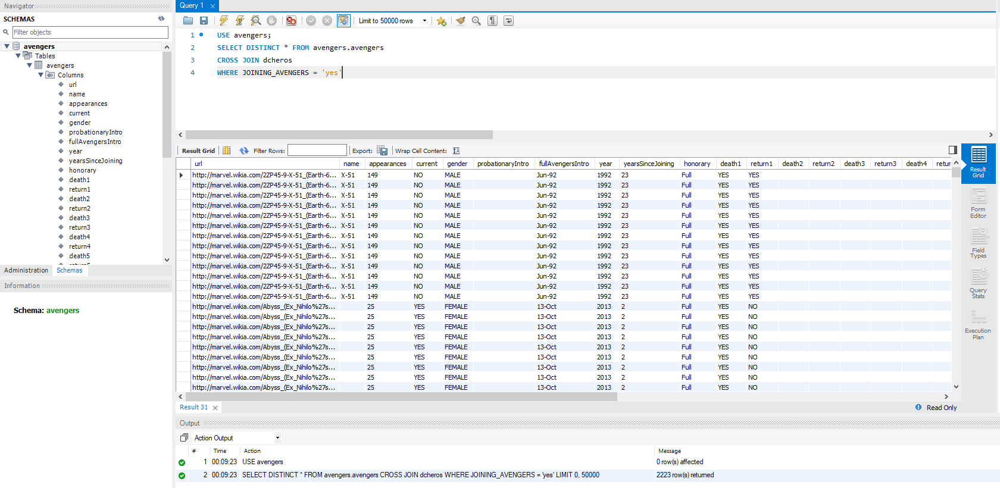 Navigator
SCHEMAS
Filter objects
avengers
Tables
avengers
Columns
url
name
appearances
current
gender
probationaryIntro
fullAvengersIntro
year
yearsSinceJoining
honorary
death1
return1
death2
return2
death3
return3
death4
return4
death5
Administration Schemas
Information
Schema: avengers
Query 1
Limit to 50000 rows
1 USE avengers;
2 SELECT DISTINCT * FROM avengers.avengers
3 CROSS JOIN dcheros
4 WHERE JOINING_AVENGERS = 'yes'
Result Grid Filter Rows: Export: Wrap Cell Content:
url name appearances current gender probationaryIntro fullAvengersIntro year yearsSinceJoining honorary death1 return1 death2 return2 death3 return3 death4
http://marvel.wikia.com/2ZP45-9-X-51_(Earth-6... X-51 149 NO MALE Jun-92 1992 23 Full YES YES
http://marvel.wikia.com/2ZP45-9-X-51_(Earth-6... X-51 149 NO MALE Jun-92 1992 23 Full YES YES
http://marvel.wikia.com/2ZP45-9-X-51_(Earth-6... X-51 149 NO MALE Jun-92 1992 23 Full YES YES
http://marvel.wikia.com/2ZP45-9-X-51_(Earth-6... X-51 149 NO MALE Jun-92 1992 23 Full YES YES
http://marvel.wikia.com/2ZP45-9-X-51_(Earth-6... X-51 149 NO MALE Jun-92 1992 23 Full YES YES
http://marvel.wikia.com/2ZP45-9-X-51_(Earth-6... X-51 149 NO MALE Jun-92 1992 23 Full YES YES
http://marvel.wikia.com/2ZP45-9-X-51_(Earth-6... X-51 149 NO MALE Jun-92 1992 23 Full YES YES
http://marvel.wikia.com/2ZP45-9-X-51_(Earth-6... X-51 149 NO MALE Jun-92 1992 23 Full YES YES
http://marvel.wikia.com/2ZP45-9-X-51_(Earth-6... X-51 149 NO MALE Jun-92 1992 23 Full YES YES
http://marvel.wikia.com/2ZP45-9-X-51_(Earth-6... X-51 149 NO MALE Jun-92 1992 23 Full YES YES
http://marvel.wikia.com/2ZP45-9-X-51_(Earth-6... X-51 149 NO MALE Jun-92 1992 23 Full YES YES
http://marvel.wikia.com/2ZP45-9-X-51_(Earth-6... X-51 149 NO MALE Jun-92 1992 23 Full YES YES
http://marvel.wikia.com/2ZP45-9-X-51_(Earth-6... X-51 149 NO MALE Jun-92 1992 23 Full YES YES
http://marvel.wikia.com/Abyss_(Ex_Nihilo%27s... 25 YES FEMALE 13-Oct 2013 2 Full YES NO
http://marvel.wikia.com/Abyss_(Ex_Nihilo%27s... 25 YES FEMALE 13-Oct 2013 2 Full YES NO
http://marvel.wikia.com/Abyss_(Ex_Nihilo%27s... 25 YES FEMALE 13-Oct 2013 2 Full YES NO
http://marvel.wikia.com/Abyss_(Ex_Nihilo%27s... 25 YES FEMALE 13-Oct 2013 2 Full YES NO
http://marvel.wikia.com/Abyss_(Ex_Nihilo%27s... 25 YES FEMALE 13-Oct 2013 2 Full YES NO
http://marvel.wikia.com/Abyss_(Ex_Nihilo%27s... 25 YES FEMALE 13-Oct 2013 2 Full YES NO
http://marvel.wikia.com/Abyss_(Ex_Nihilo%27s... 25 YES FEMALE 13-Oct 2013 2 Full YES NO
http://marvel.wikia.com/Abyss_(Ex_Nihilo%27s... 25 YES FEMALE 13-Oct 2013 2 Full YES NO
http://marvel.wikia.com/Abyss_(Ex_Nihilo%27s... 25 YES FEMALE 13-Oct 2013 2 Full YES NO
Result
Grid
Form
Editor
Field
Types
Query
Stats
Execution
Plan
Result 31
Read Only
Output
Action Output
# Time Action Message
1 00:09:23 USE avengers 0 row(s) affected
2 00:09:23 SELECT DISTINCT * FROM avengers.avengers CROSS JOIN dcheros WHERE JOINING_AVENGERS = 'yes' LIMIT 0, 50000 2223 row(s) returned